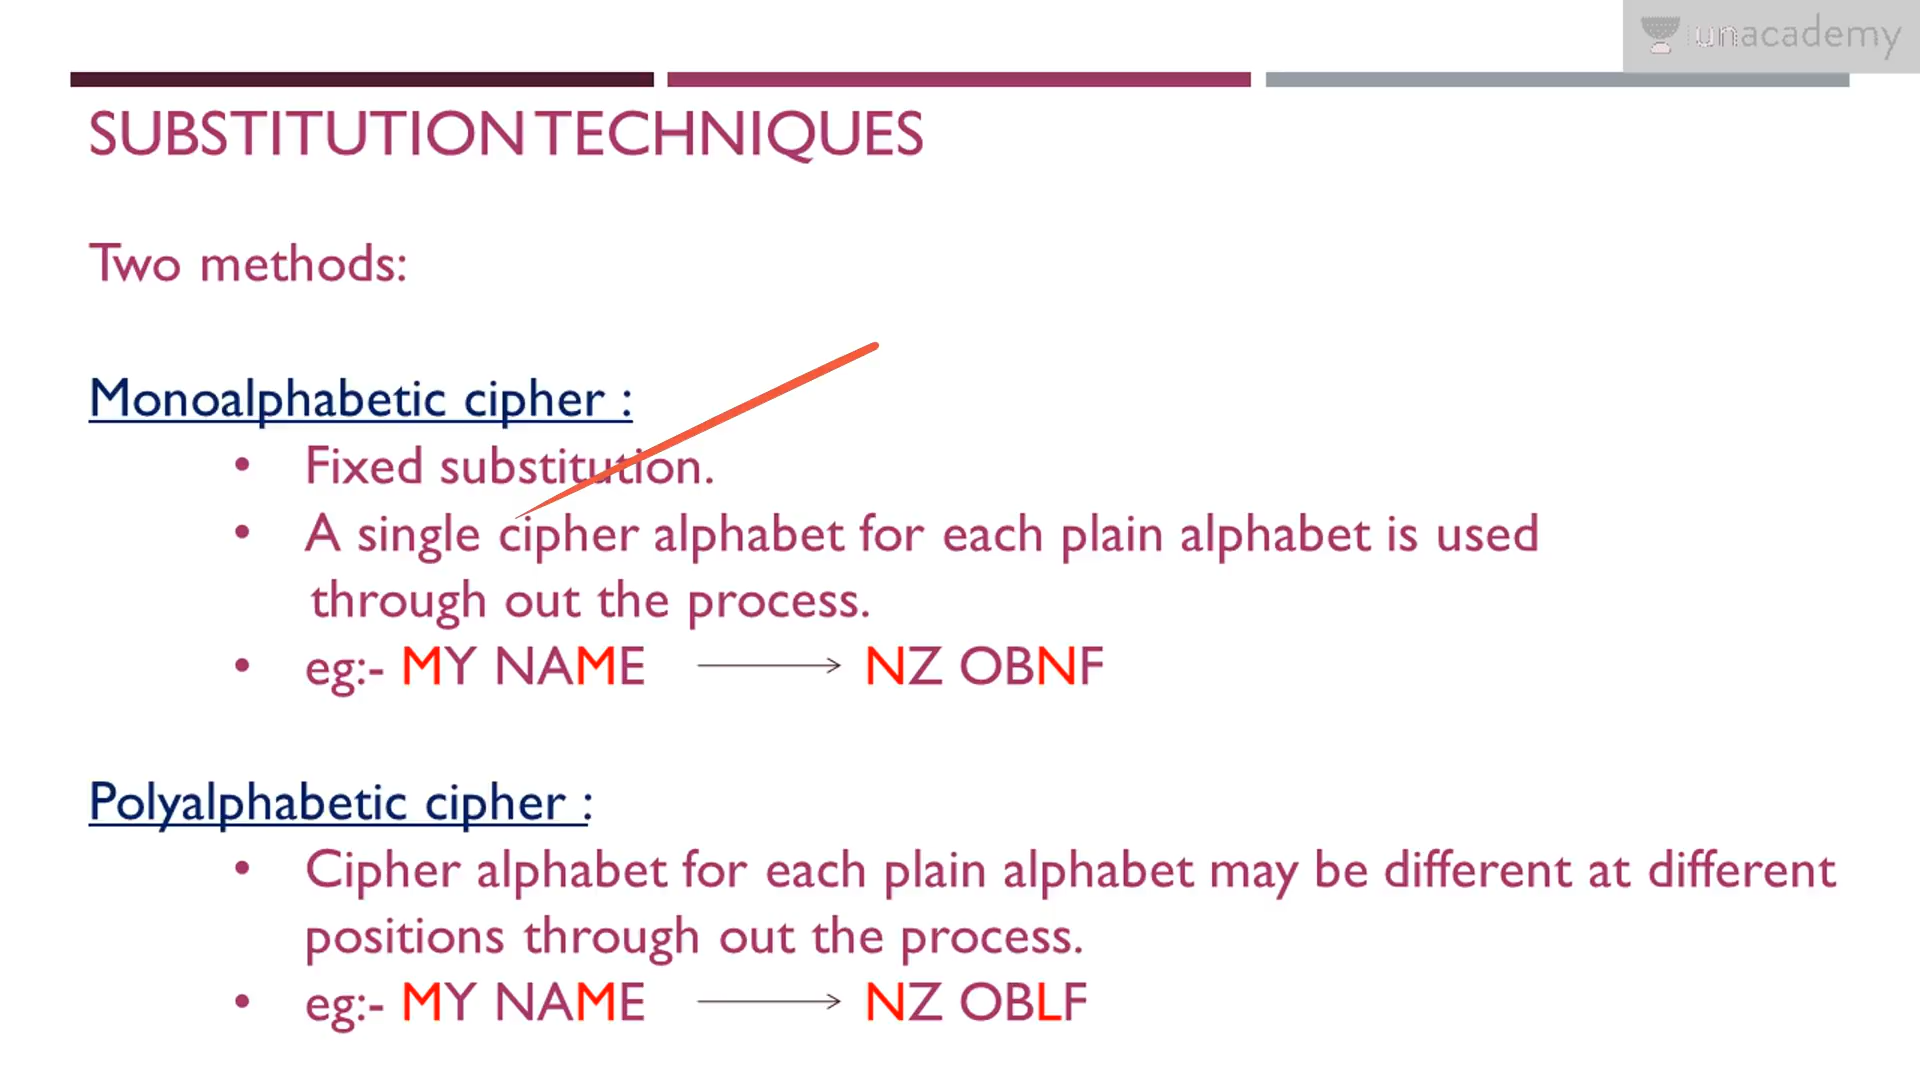 unacademy
SUBSTITUTION TECHNIQUES
Two methods:
Monoalphabetic cipher :
• Fixed substitution.
• A single cipher alphabet for each plain alphabet is used
through out the process.
• eg:- MY NAME ⟶ NZ OBNF
Polyalphabetic cipher :
• Cipher alphabet for each plain alphabet may be different at different
positions through out the process.
• eg:- MY NAME ⟶ NZ OBLF